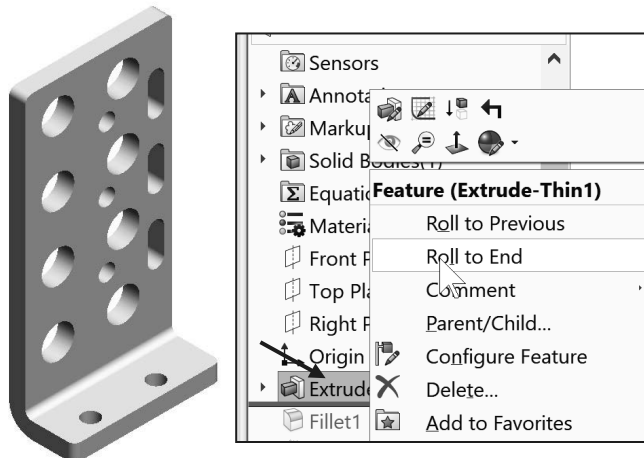 Sensors
Annota
Marku
Solid Bodies(1)
Equatio
Feature (Extrude-Thin1)
Materia
Roll to Previous
Front P
Roll to End
Top Pla
Comment
Right P
Parent/Child...
Origin
Configure Feature
Extrude
Delete...
Fillet1
Add to Favorites